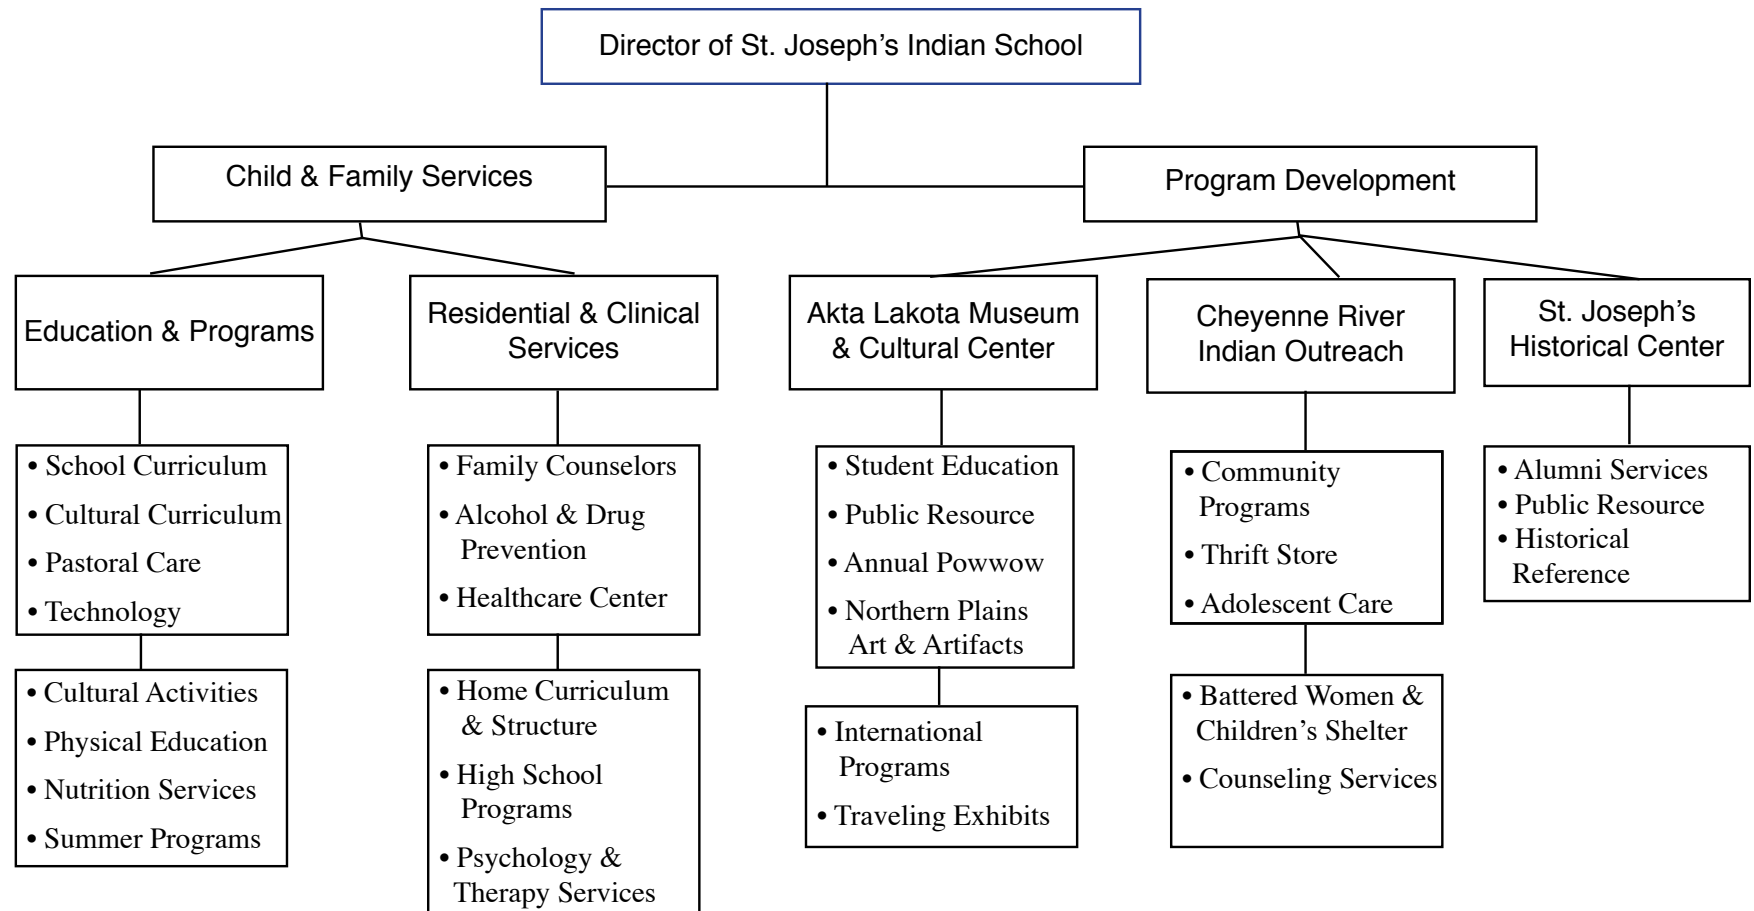 Director of St. Joseph’s Indian School
Child & Family Services
Program Development
Education & Programs
Residential & Clinical
Services
Akta Lakota Museum
& Cultural Center
Cheyenne River
Indian Outreach
St. Joseph’s
Historical Center
• School Curriculum
• Cultural Curriculum
• Pastoral Care
• Technology
• Cultural Activities
• Physical Education
• Nutrition Services
• Summer Programs
• Family Counselors
• Alcohol & Drug
Prevention
• Healthcare Center
• Home Curriculum
& Structure
• High School
Programs
• Psychology &
Therapy Services
• Student Education
• Public Resource
• Annual Powwow
• Northern Plains
Art & Artifacts
• International
Programs
• Traveling Exhibits
• Community
Programs
• Thrift Store
• Adolescent Care
• Battered Women &
Children’s Shelter
• Counseling Services
• Alumni Services
• Public Resource
• Historical
Reference